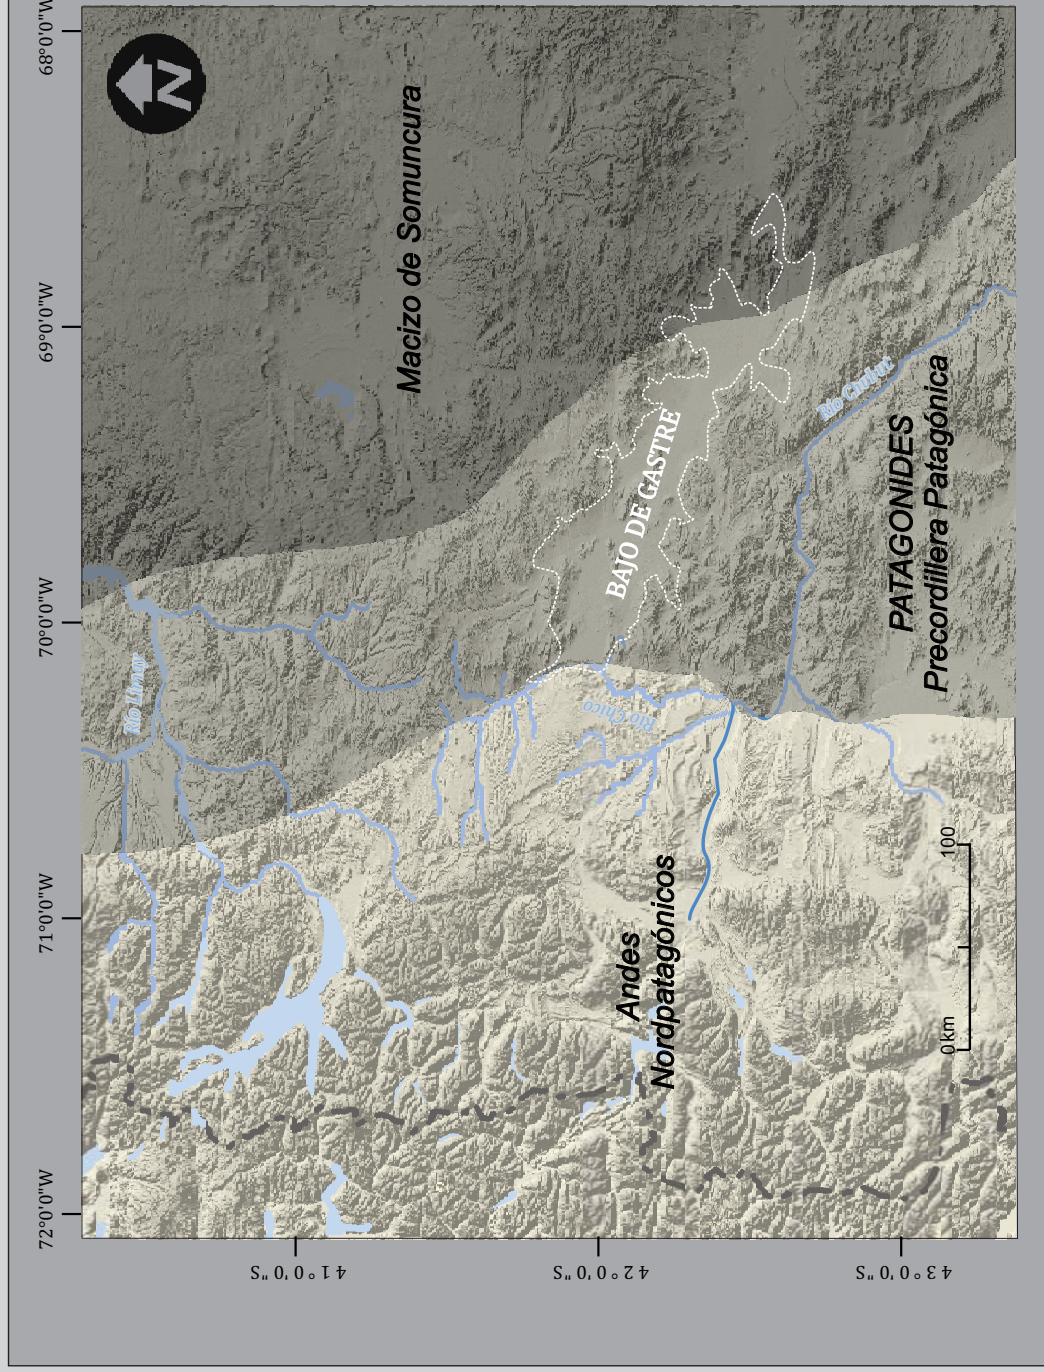 72°0'0"W
71°0'0"W
70°0'0"W
69°0'0"W
68°0'0"W
N
Río Limay
Macizo de Somuncura
41°0'0"S
BAJO DE GASTRE
Río Chico
Andes
Nordpatagónicos
42°0'0"S
Río Chubut
PATAGONIDES
Precordillera Patagónica
43°0'0"S
0km
100